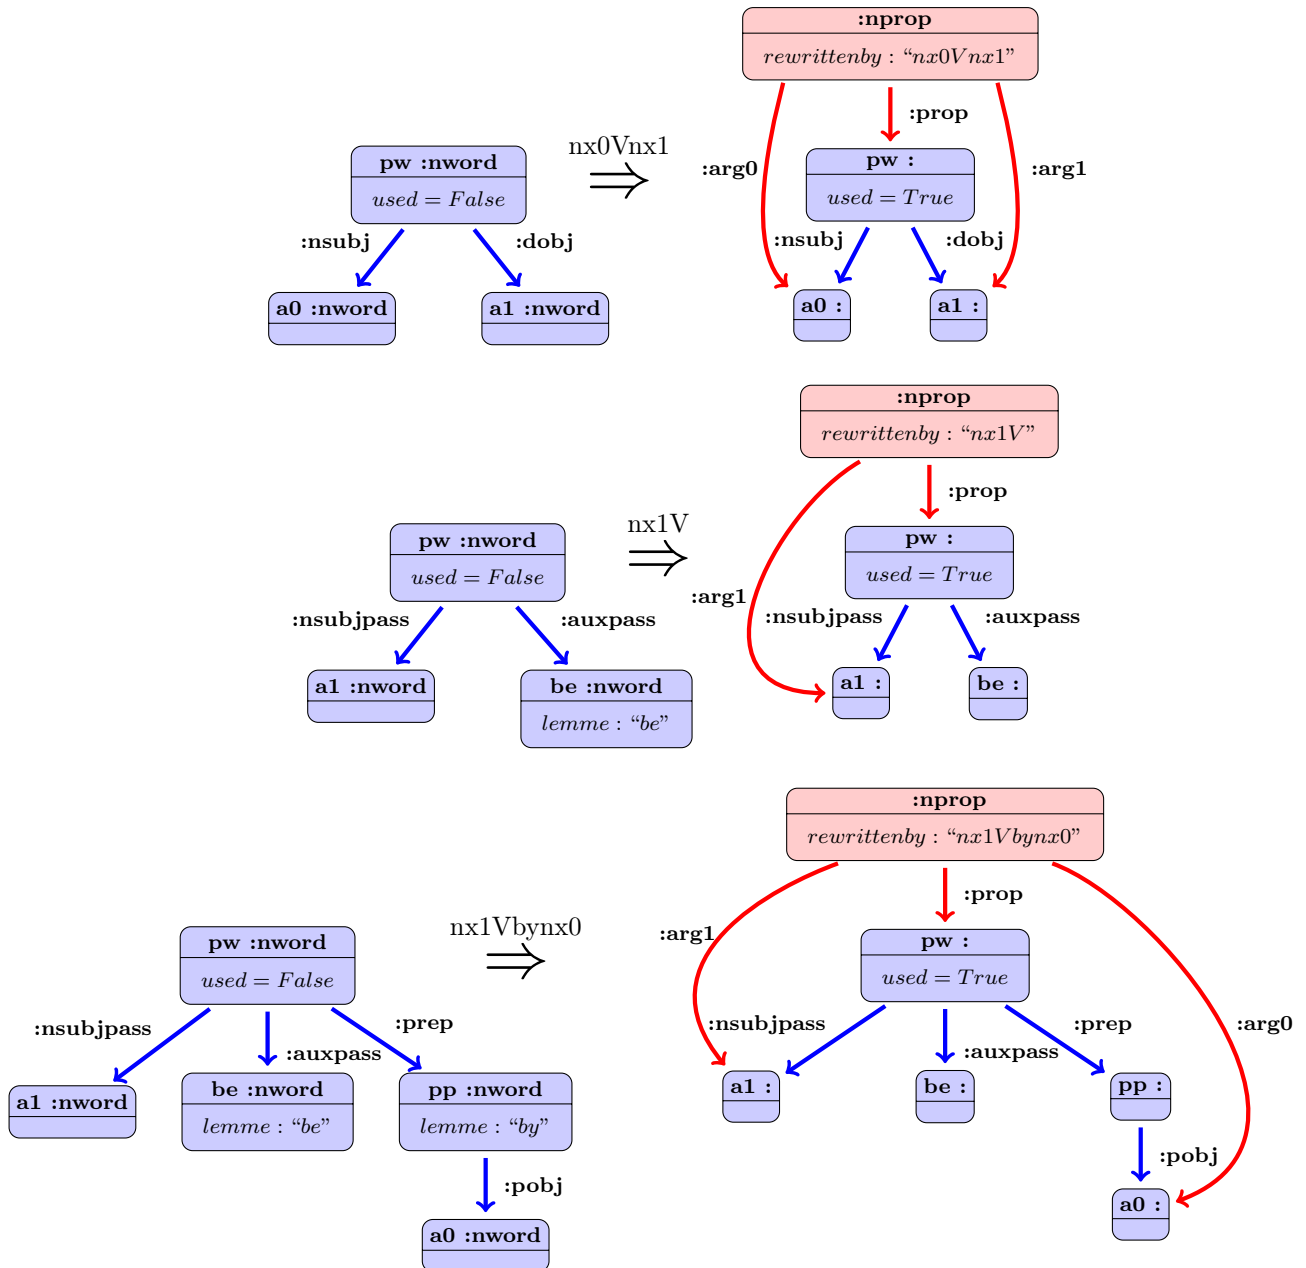 :nprop
rewrittenby : “nx0Vnx1”
nx0Vnx1
:prop
pw :nword
used = False
:arg0
pw :
used = True
:arg1
:nsubj
:dobj
:nsubj
:dobj
a0 :nword
a1 :nword
a0 :
a1 :
:nprop
rewrittenby : “nx1V”
:prop
nx1V
pw :nword
used = False
pw :
used = True
:arg1
:nsubjpass
:auxpass
:nsubjpass
:auxpass
a1 :nword
be :nword
lemme : “be”
a1 :
be :
:nprop
rewrittenby : “nx1Vbynx0”
:prop
nx1Vbynx0
:arg1
pw :nword
used = False
pw :
used = True
:nsubjpass
:auxpass
:prep
:nsubjpass
:auxpass
:prep
:arg0
a1 :nword
be :nword
lemme : “be”
pp :nword
lemme : “by”
a1 :
be :
pp :
:pobj
:pobj
a0 :nword
a0 :